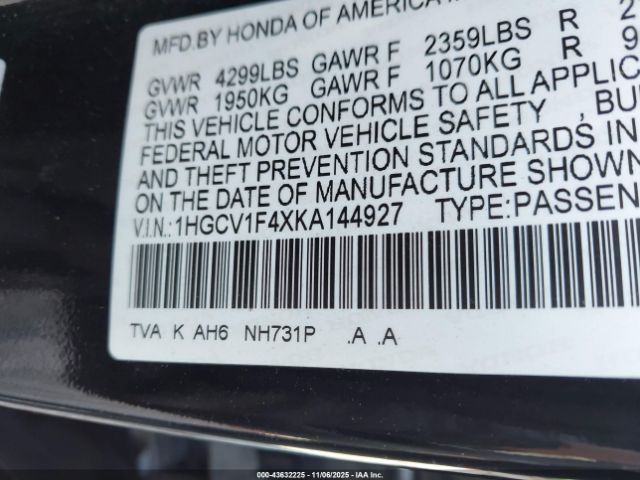 MFD.BY HONDA OF AMERICA
GVWR 4299LBS GAWR F 2359LBS R 2
GVWR 1950KG GAWR F 1070KG R 9
THIS VEHICLE CONFORMS TO ALL APPLIC
FEDERAL MOTOR VEHICLE SAFETY , BU
AND THEFT PREVENTION STANDARDS IN
ON THE DATE OF MANUFACTURE SHOWN
V.I.N.:1HGCV1F4XKA144927 TYPE:PASSEN
TVA K AH6 NH731P .A .A
000-43632225 | 11/06/2025 | IAA Inc.